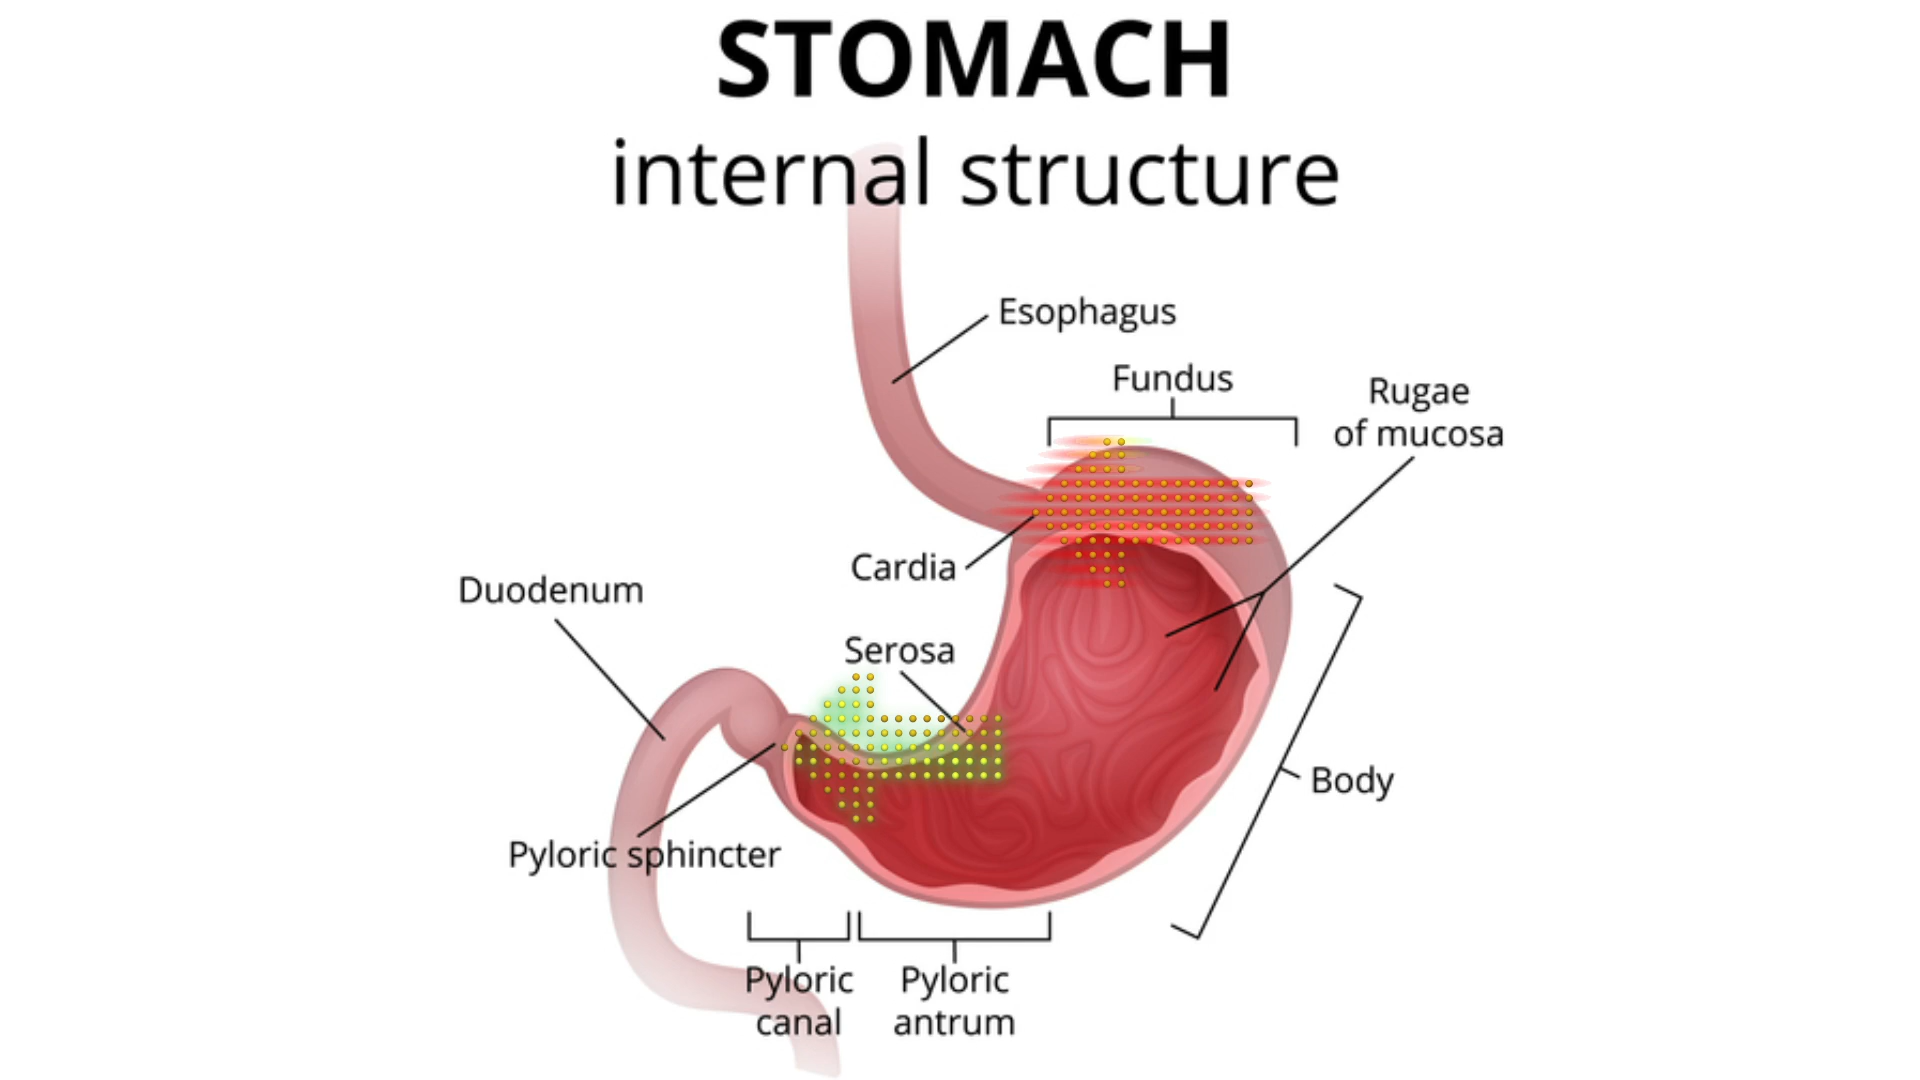 STOMACH
internal structure
Esophagus
Fundus
Rugae
of mucosa
Cardia
Duodenum
Serosa
Body
Pyloric sphincter
Pyloric
canal
Pyloric
antrum